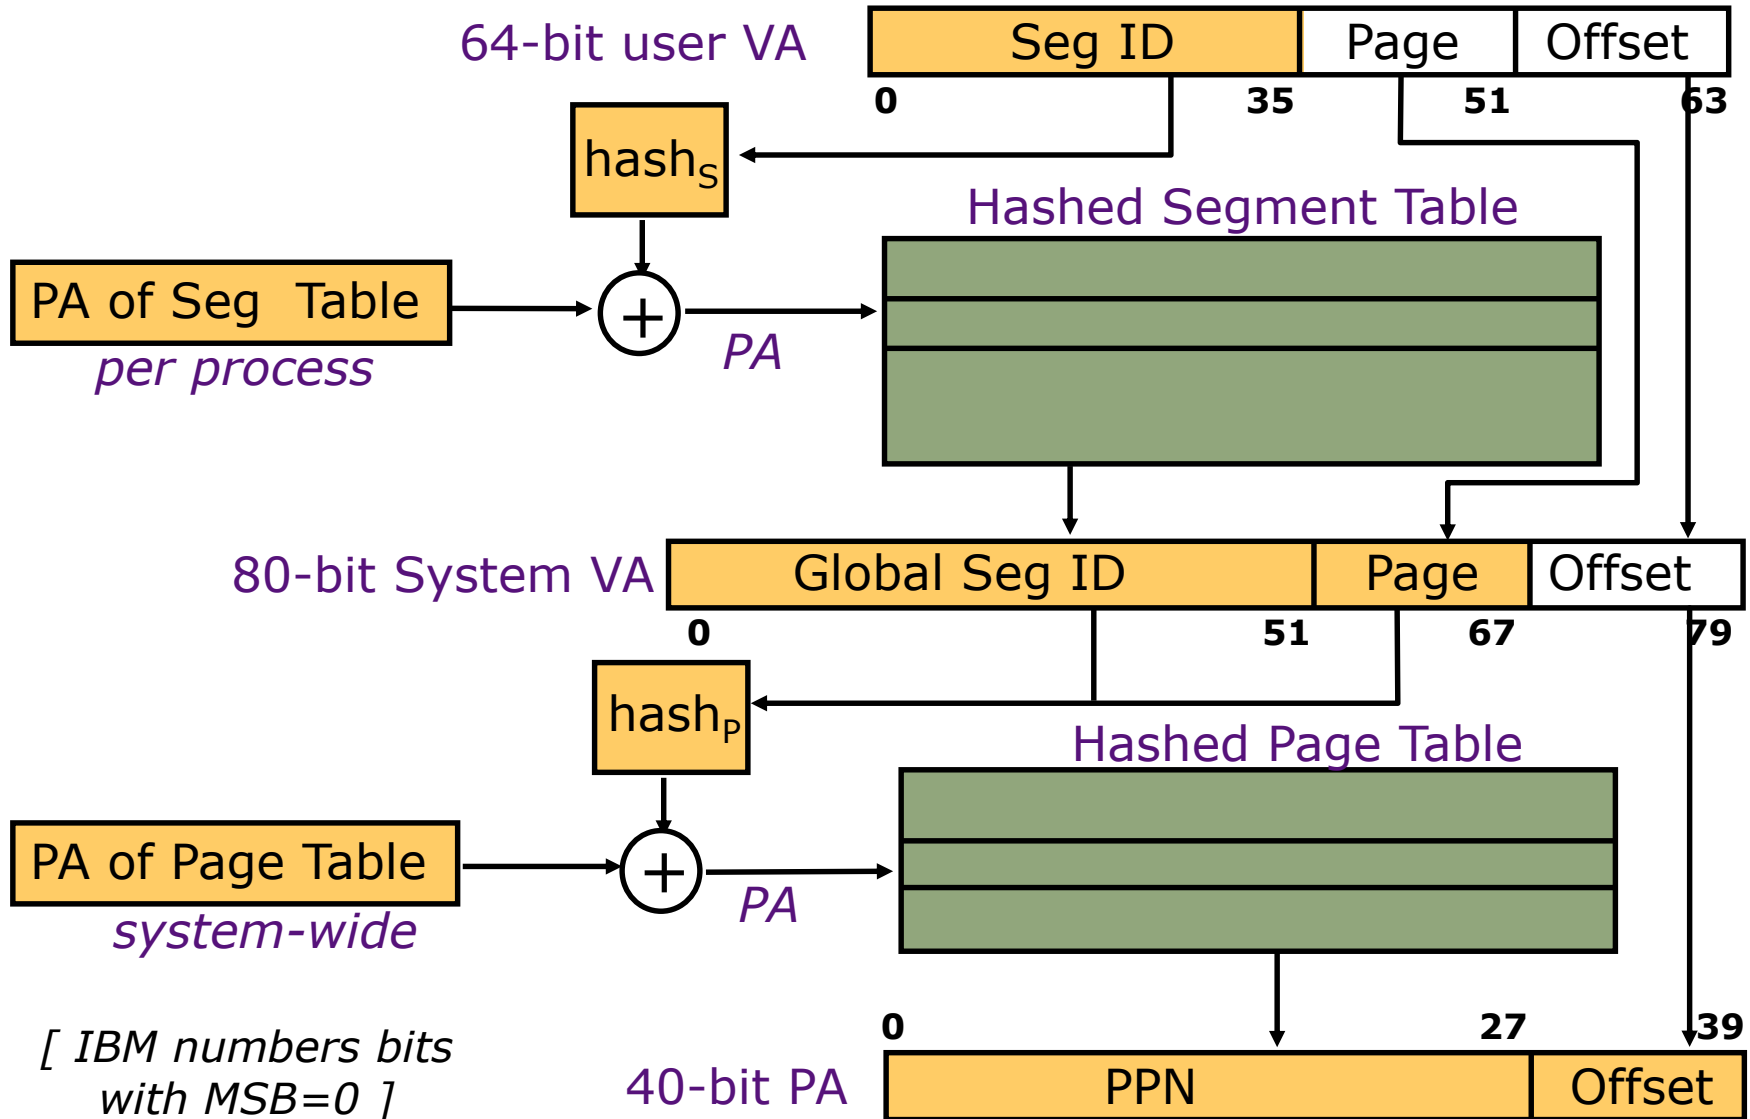 64-bit user VA
Seg ID
Page
Offset
0
35
51
63
hashS
Hashed Segment Table
PA of Seg Table
+
PA
per process
80-bit System VA
Global Seg ID
Page
Offset
0
51
67
79
hashP
Hashed Page Table
PA of Page Table
+
PA
system-wide
[ IBM numbers bits
with MSB=0 ]
0
27
39
40-bit PA
PPN
Offset